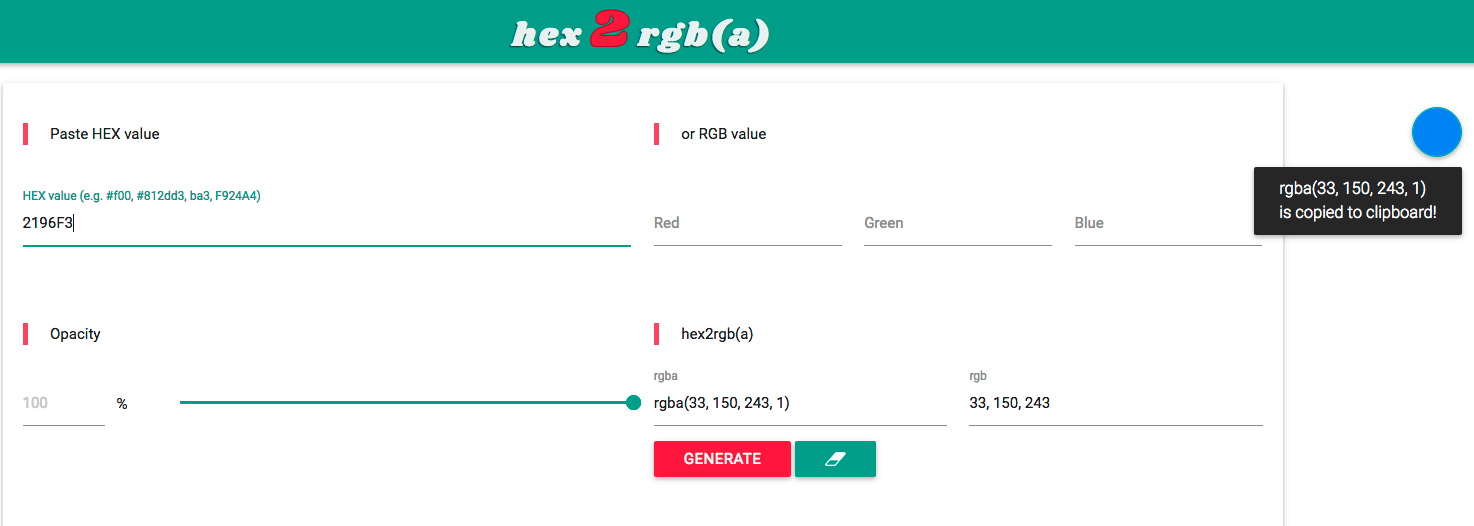 hex 2 rgb(a)
Paste HEX value
or RGB value
HEX value (e.g. #f00, #812dd3, ba3, F924A4)
2196F3
Red
Green
Blue
rgba(33, 150, 243, 1)
is copied to clipboard!
Opacity
100
%
hex2rgb(a)
rgba
rgba(33, 150, 243, 1)
rgb
33, 150, 243
GENERATE